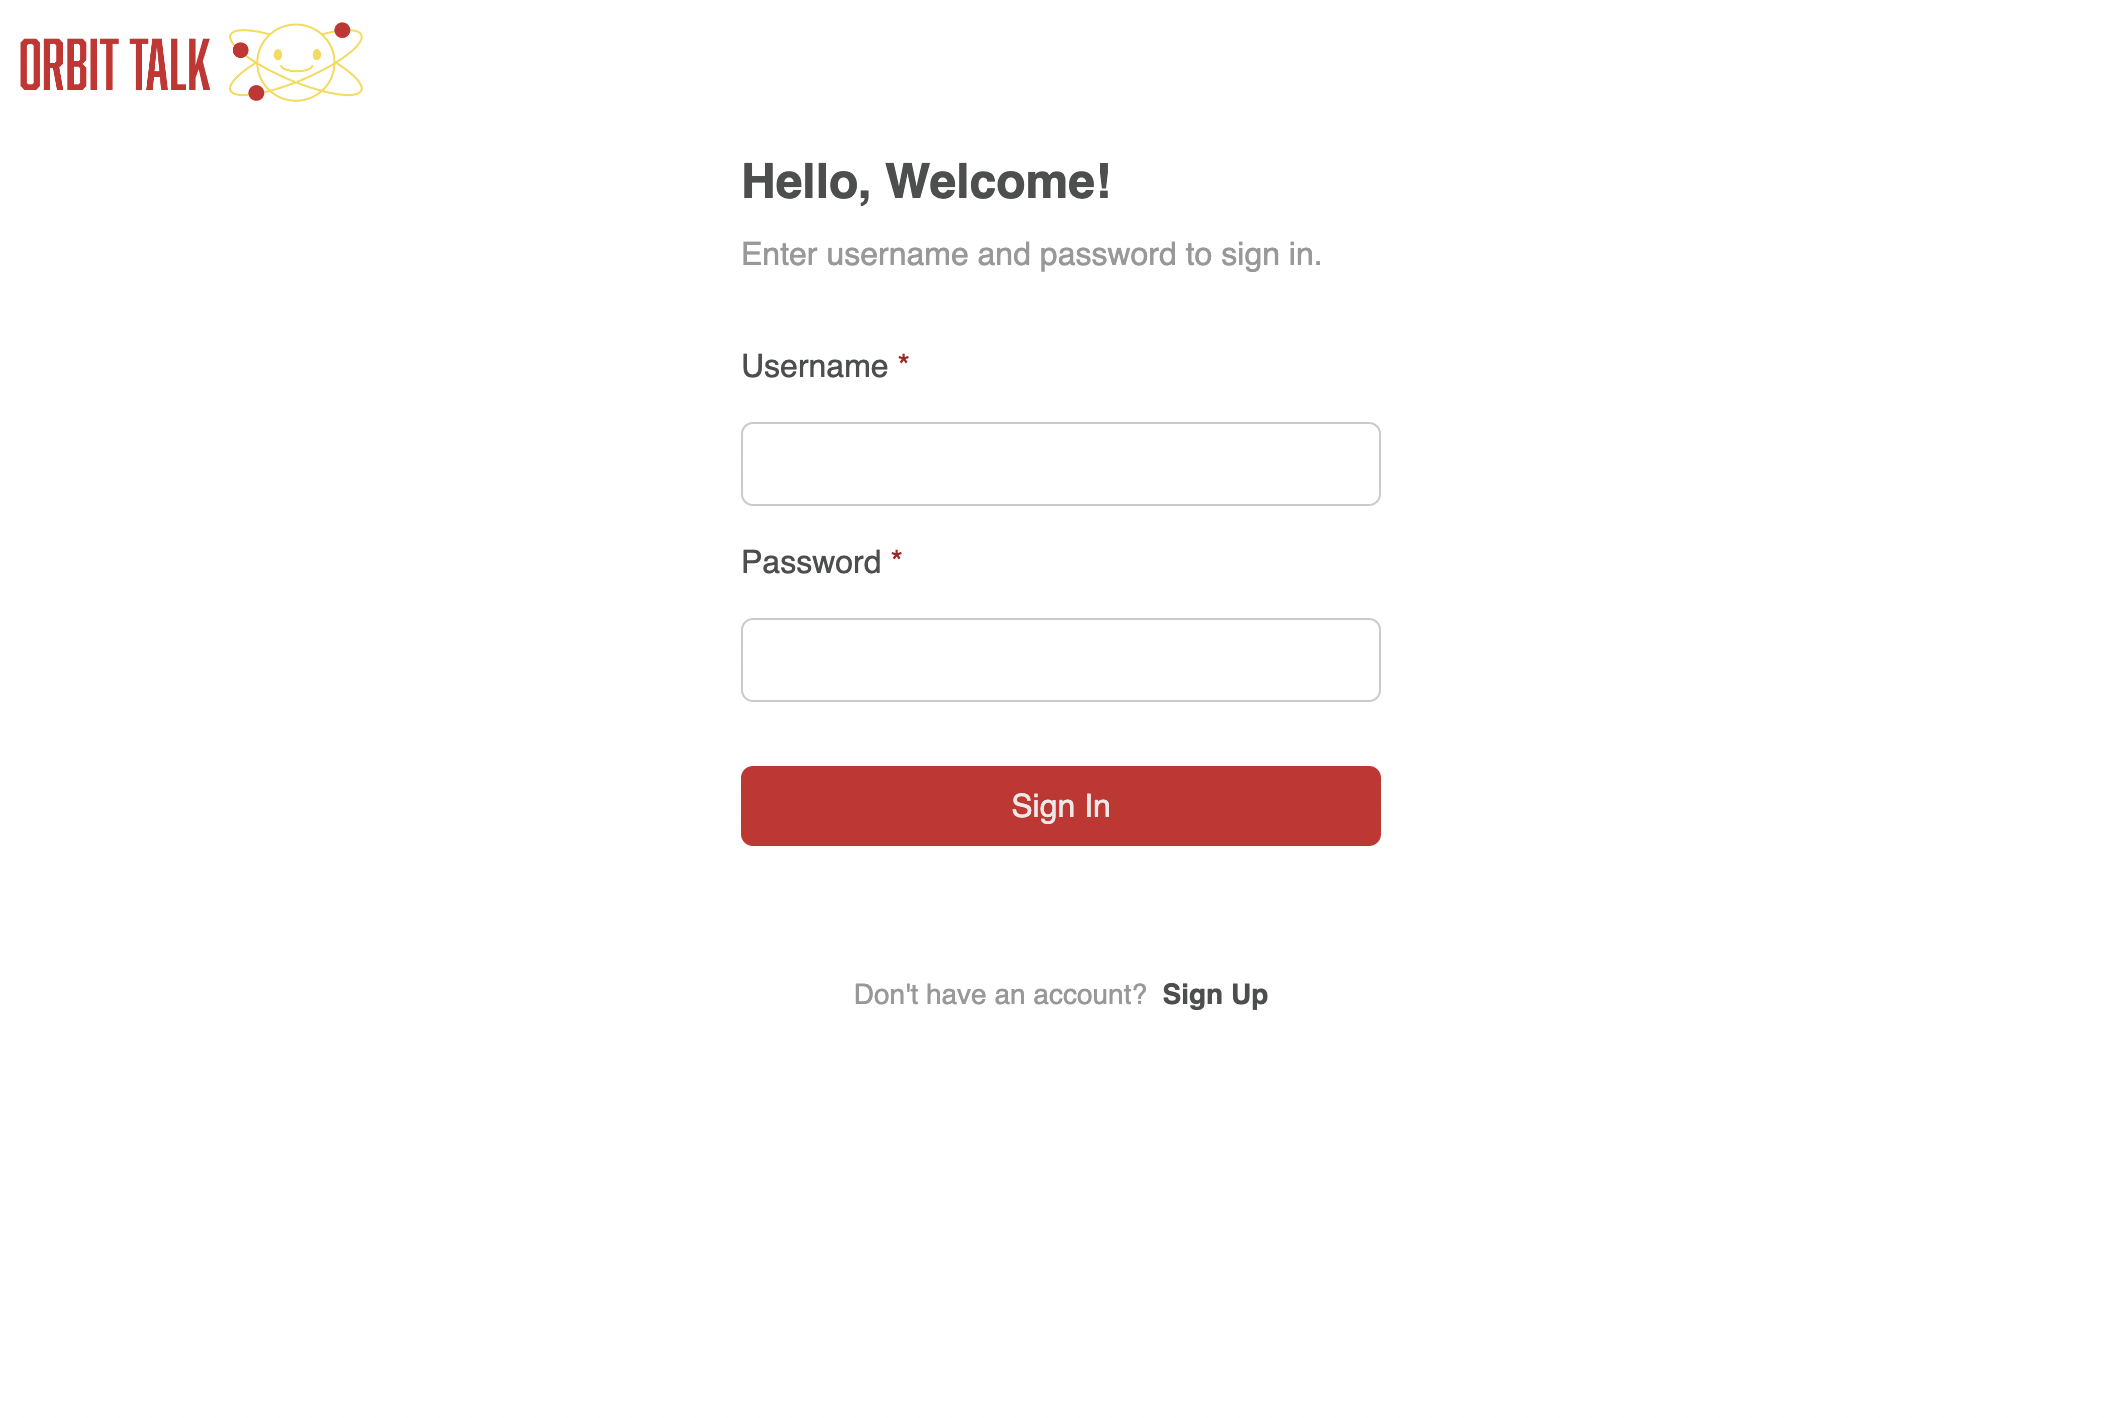 ORBIT TALK
Hello, Welcome!
Enter username and password to sign in.
Username *
Password *
Sign In
Don't have an account? Sign Up